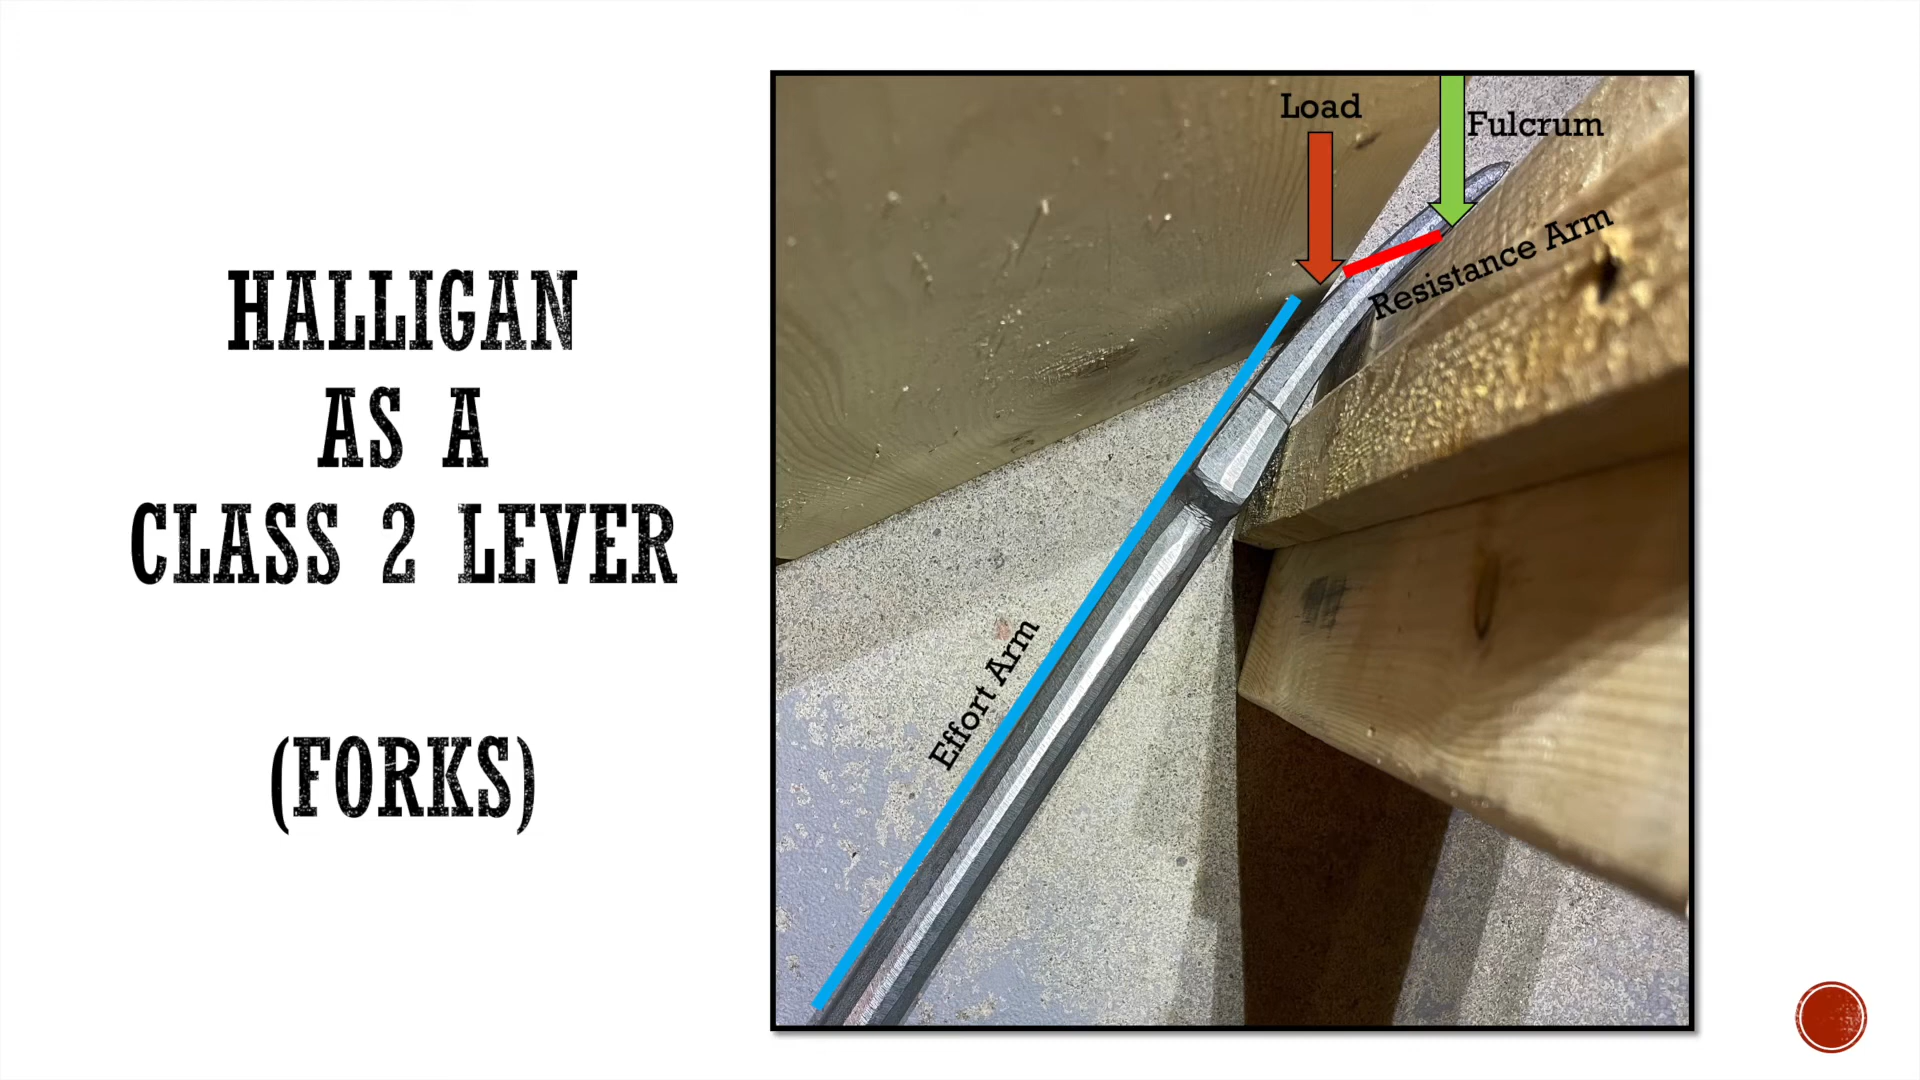 HALLIGAN
AS A
CLASS 2 LEVER
(FORKS)
Load
Fulcrum
Resistance Arm
Effort Arm